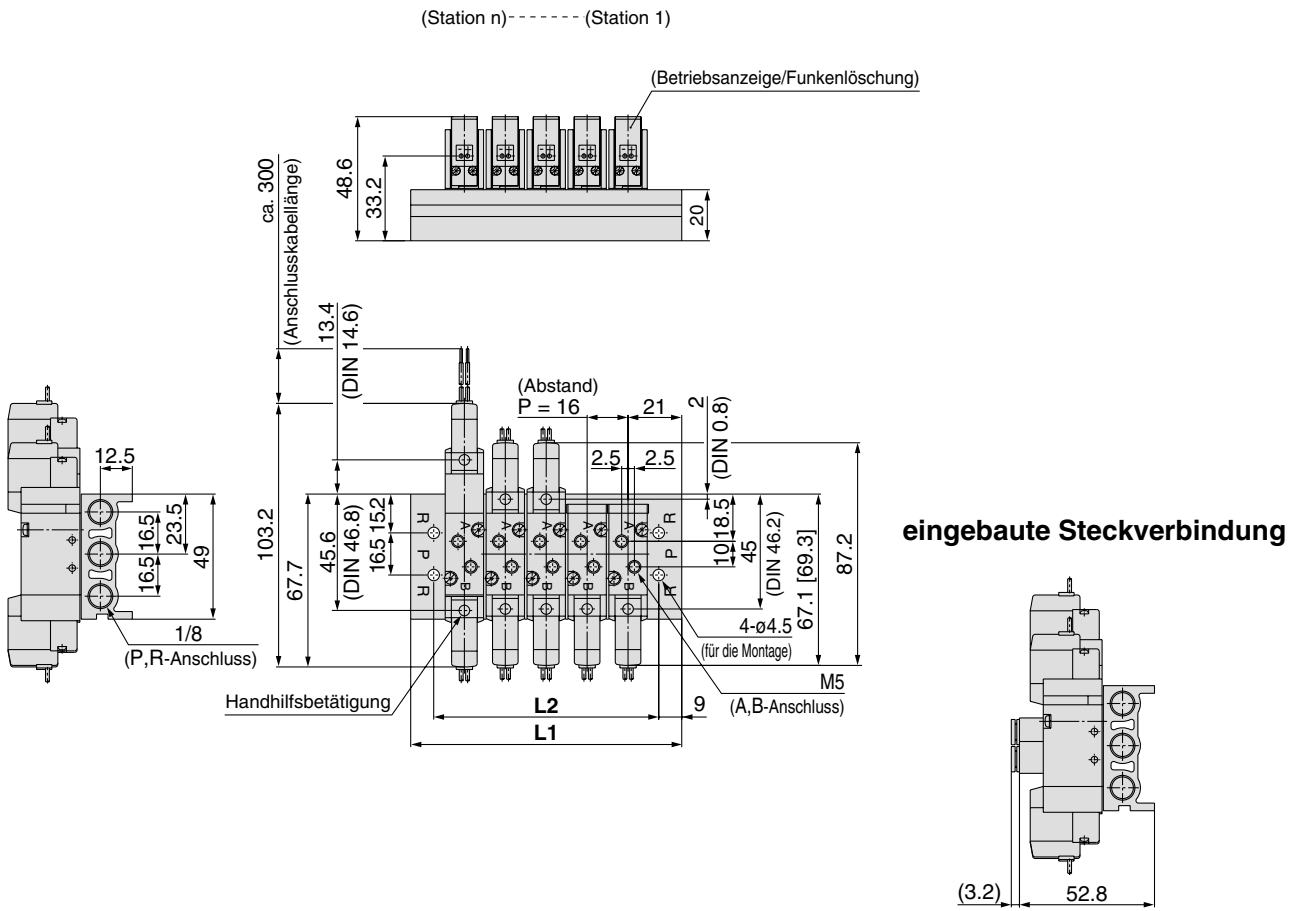 (Station n)------(Station 1)
(Betriebsanzeige/Funkenlöschung)
48.6
33.2
20
ca. 300
(Anschlusskabellänge)
13.4
(DIN 14.6)
(Abstand)
P = 16
21
2
(DIN 0.8)
2.5
2.5
12.5
16.5
16.5
23.5
49
1/8
(P,R-Anschluss)
103.2
67.7
45.6
(DIN 46.8)
15.2
16.5
R
P
R
A
A
A
A
A
B
B
B
B
B
R
P
R
18.5
10
45
(DIN 46.2)
67.1 [69.3]
87.2
4-ø4.5
(für die Montage)
M5
(A,B-Anschluss)
Handhilfsbetätigung
L2
9
L1
eingebaute Steckverbindung
(3.2)
52.8